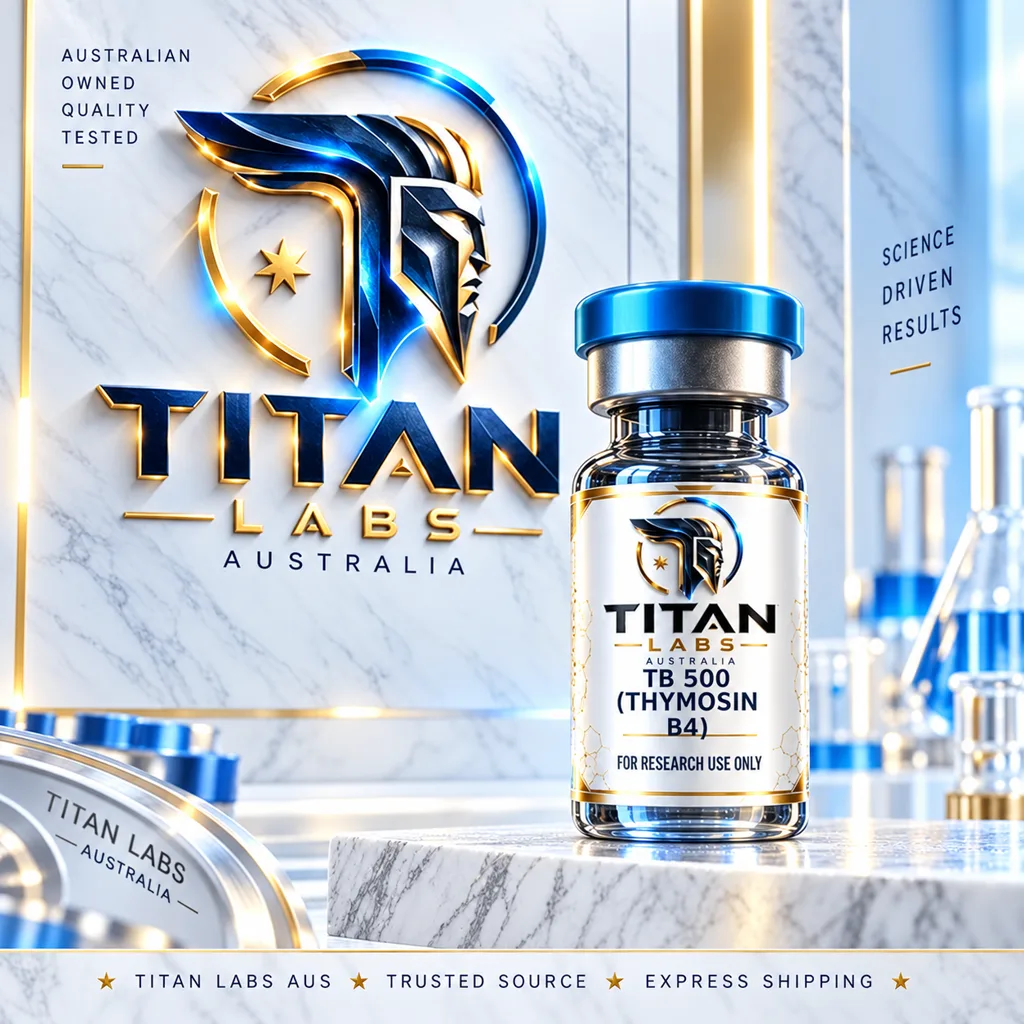 AUSTRALIAN
OWNED
QUALITY
TESTED
TITAN
LABS
AUSTRALIA
SCIENCE
DRIVEN
RESULTS
TITAN
LABS
AUSTRALIA
TB 500
(THYMOSIN
B4)
FOR RESEARCH USE ONLY
TITAN LABS
AUSTRALIA
TITAN LABS AUS ★ TRUSTED SOURCE ★ EXPRESS SHIPPING